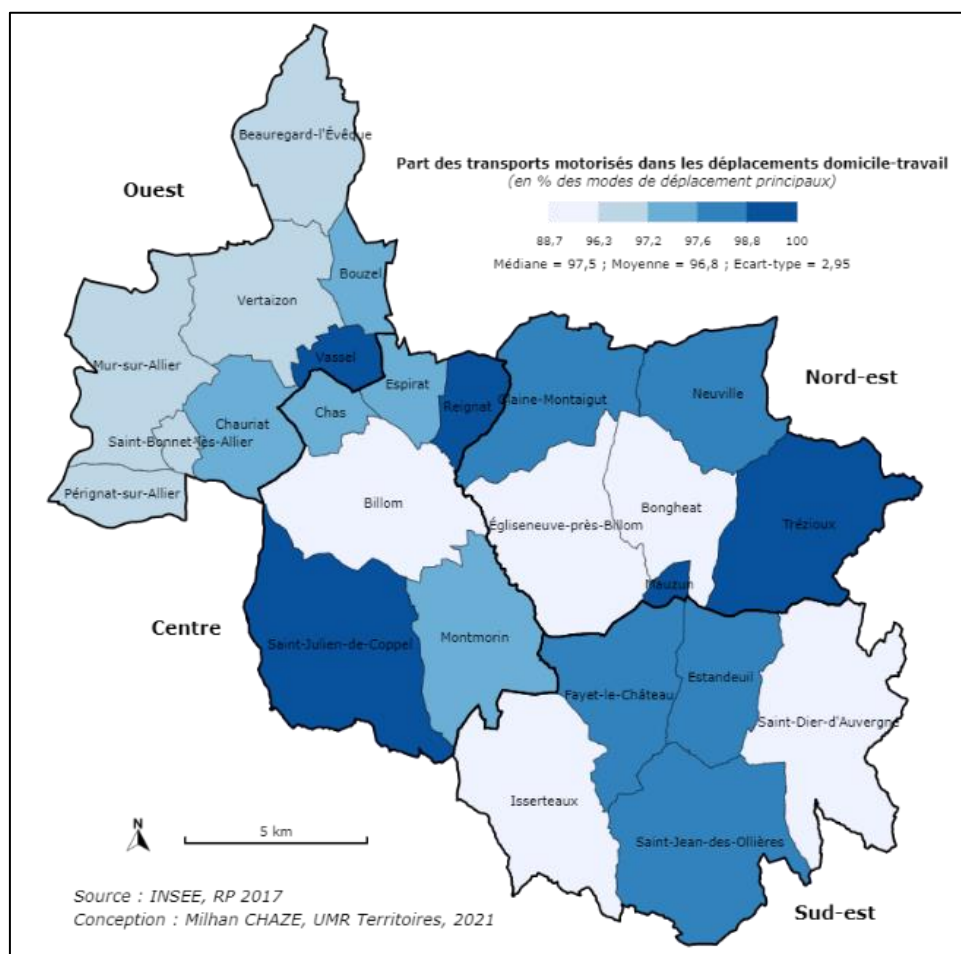 Beauregard-l'Évêque
Part des transports motorisés dans les déplacements domicile-travail
(en % des modes de déplacement principaux)
Ouest
88,7 96,3 97,2 97,6 98,8 100
Médiane = 97,5 ; Moyenne = 96,8 ; Ecart-type = 2,95
Bouzel
Vertaizon
Vassel
Mur-sur-Allier
Nord-est
Espirat
Neuville
Glaine-Montaigut
Reignat
Chas
Chauriat
Saint-Bonnet-lès-Allier
Pérignat-sur-Allier
Billom
Bongheat
Égliseneuve-près-Billom
Trézioux
Mauzun
Centre
Montmorin
Saint-Julien-de-Coppel
Estandeuil
Fayet-le-Château
Saint-Dier-d'Auvergne
Isserteaux
N
5 km
Saint-Jean-des-Ollières
Source : INSEE, RP 2017
Conception : Milhan CHAZE, UMR Territoires, 2021
Sud-est